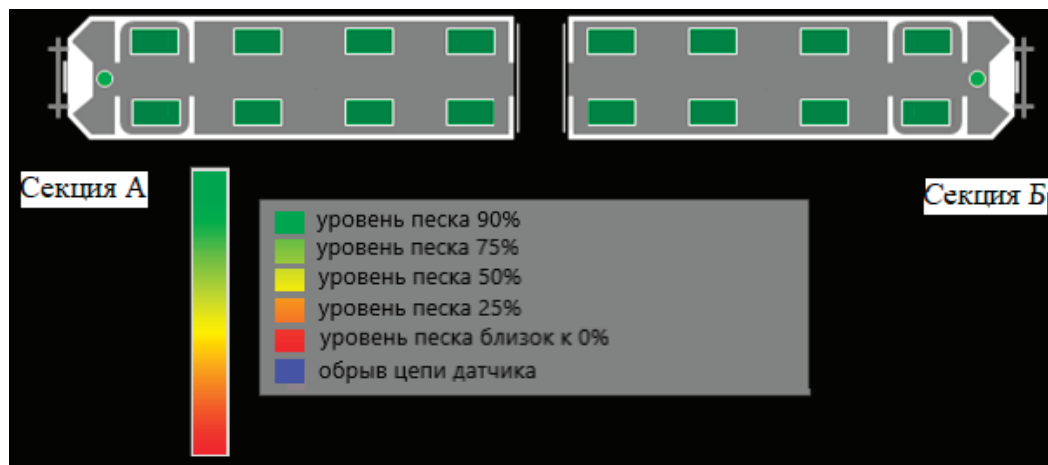 Секция А
Секция Б
уровень песка 90%
уровень песка 75%
уровень песка 50%
уровень песка 25%
уровень песка близок к 0%
обрыв цепи датчика